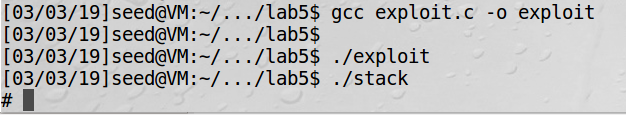 [03/03/19]seed@VM:~/.../lab5$ gcc exploit.c -o exploit
[03/03/19]seed@VM:~/.../lab5$
[03/03/19]seed@VM:~/.../lab5$ ./exploit
[03/03/19]seed@VM:~/.../lab5$ ./stack
#